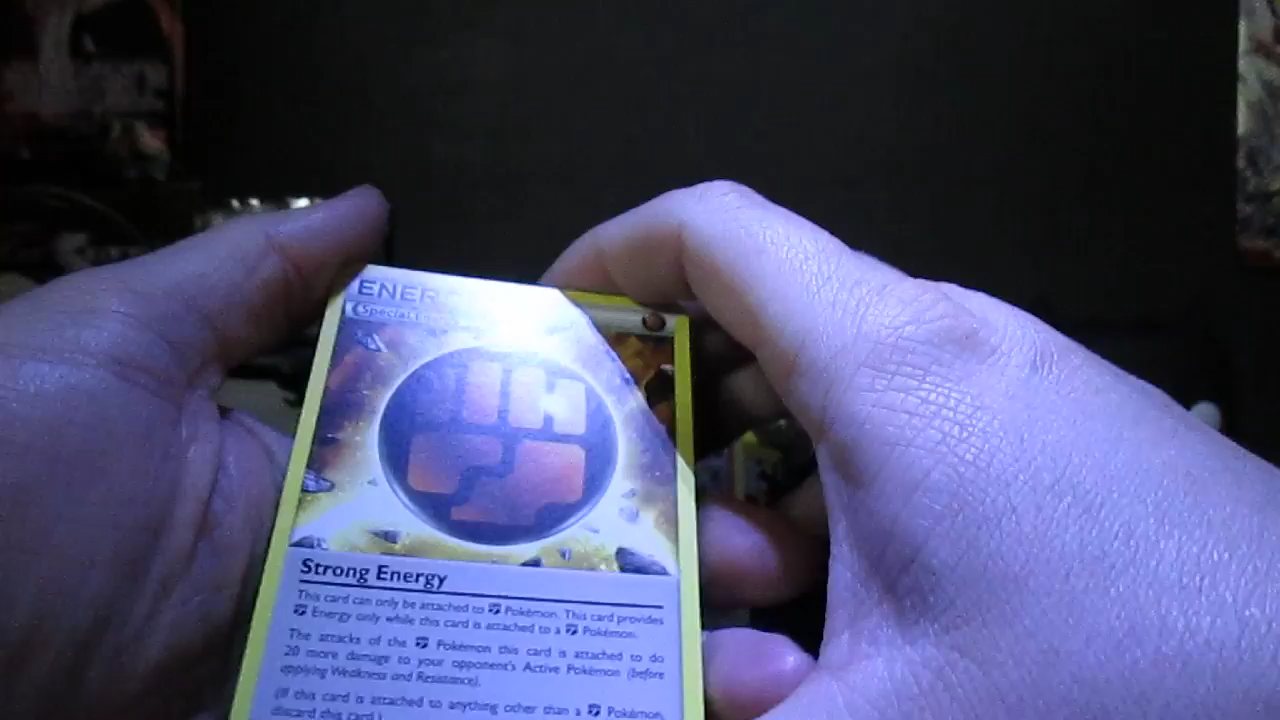 ENER
Special
Strong Energy
This card can only be attached to Pokémon. This card provides
Energy only while this card is attached to a Pokémon.
The attacks of the Pokémon this card is attached to do
20 more damage to your opponent's Active Pokémon (before
applying Weakness and Resistance).
(If this card is attached to anything other than a Pokémon,
discard this card.)